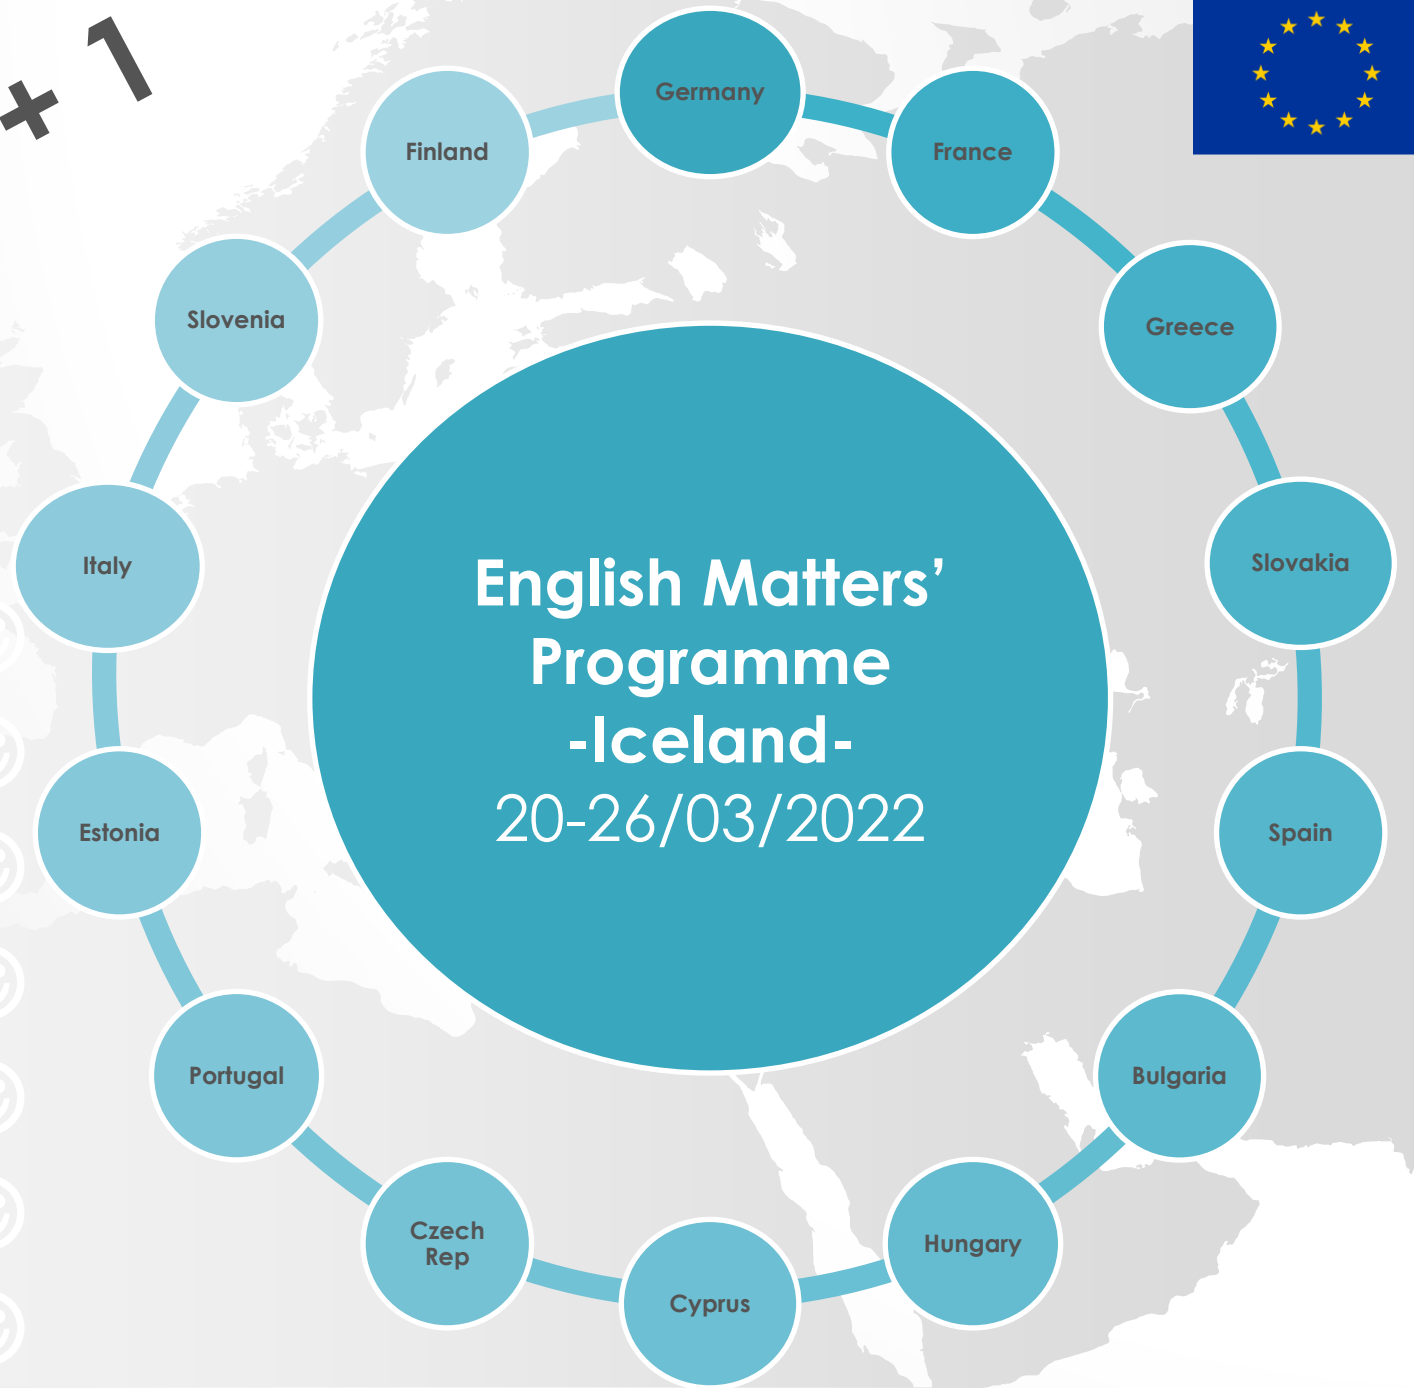 + 1
Germany
France
Greece
Slovakia
Spain
Bulgaria
Hungary
Cyprus
Czech
Rep
Portugal
Estonia
Italy
Slovenia
Finland
English Matters’
Programme
-Iceland-
20-26/03/2022